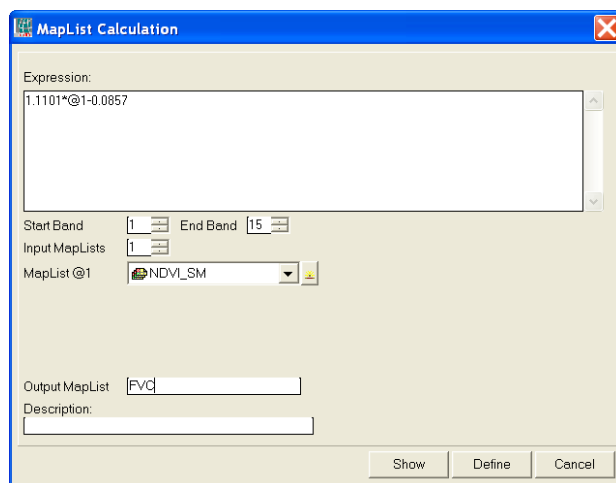 MapList Calculation
Expression:
1.1101*@1-0.0857
Start Band 1 End Band 15
Input MapLists 1
MapList @1 NDVI_SM
Output MapList FVC
Description:
Show Define Cancel